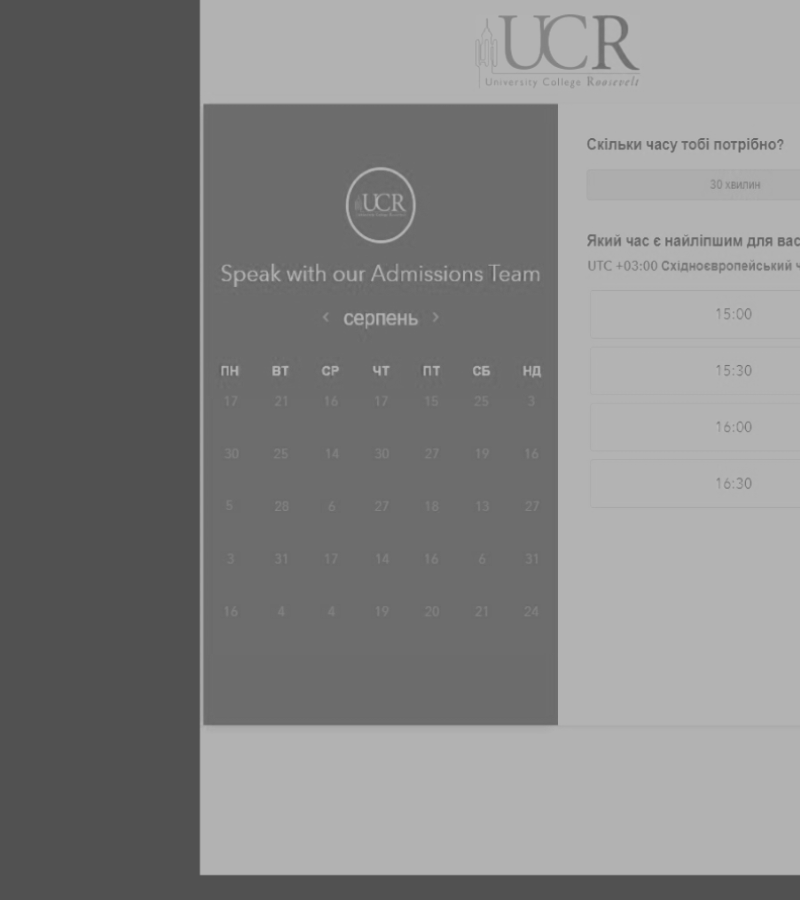 UCR
University College Roosevelt
UCR
Speak with our Admissions Team
‹ серпень ›
ПН ВТ СР ЧТ ПТ СБ НД
17 21 16 17 15 25 3
30 25 14 30 27 19 16
5 28 6 27 18 13 27
3 31 17 14 16 6 31
16 4 4 19 20 21 24
Скільки часу тобі потрібно?
30 хвилин
Який час є найліпшим для вас
UTC +03:00 Східноєвропейський ч
15:00
15:30
16:00
16:30